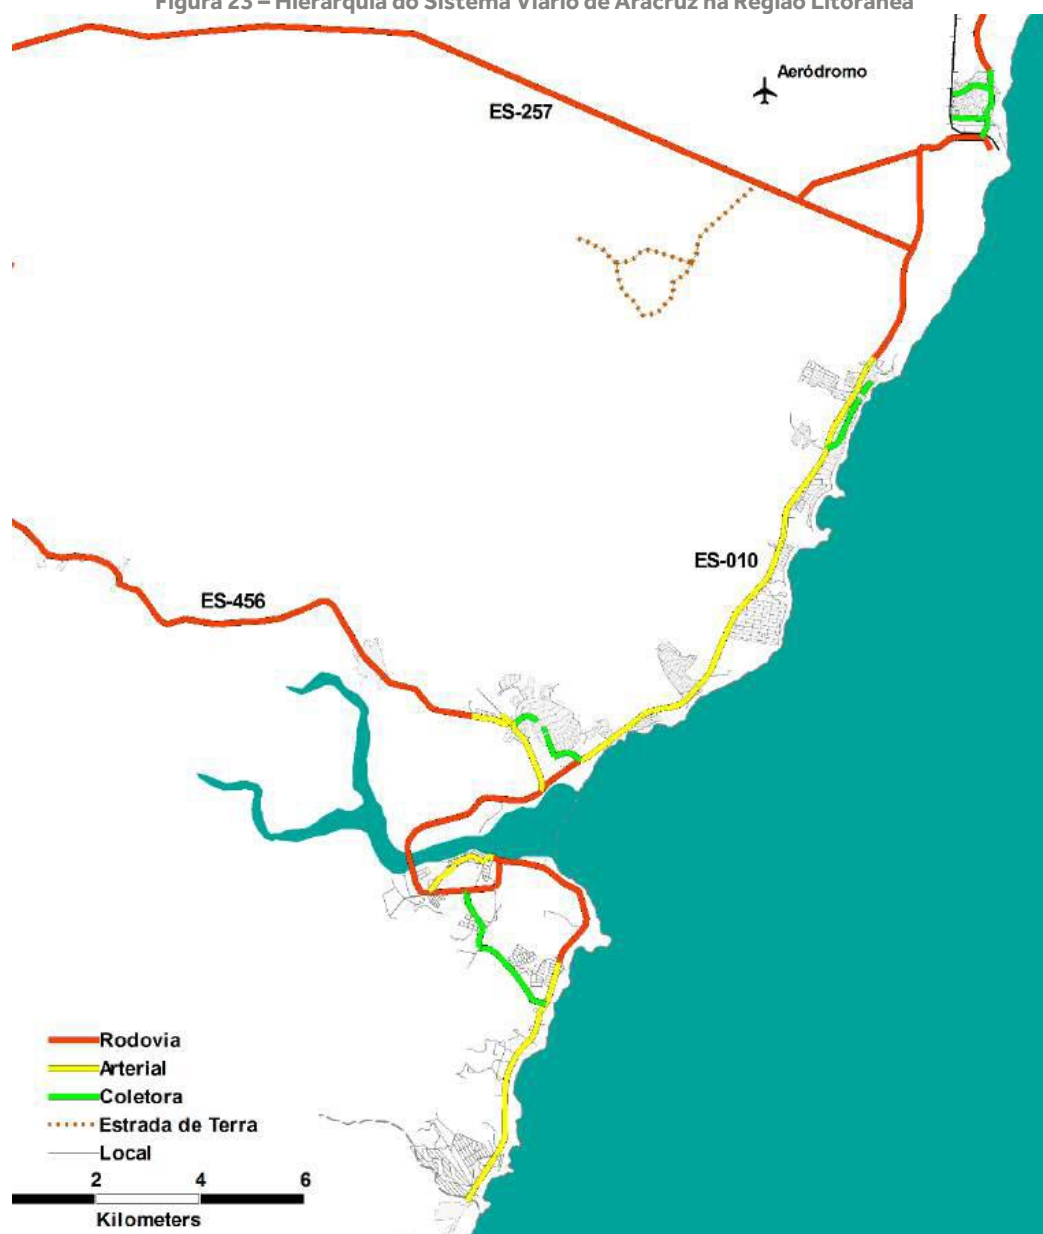 Figura 23 – Hierarquia do Sistema Viário de Aracruz na Região Litorânea
Aeródromo
ES-257
ES-010
ES-456
Rodovia
Arterial
Coletora
Estrada de Terra
Local
2 4 6
Kilometers